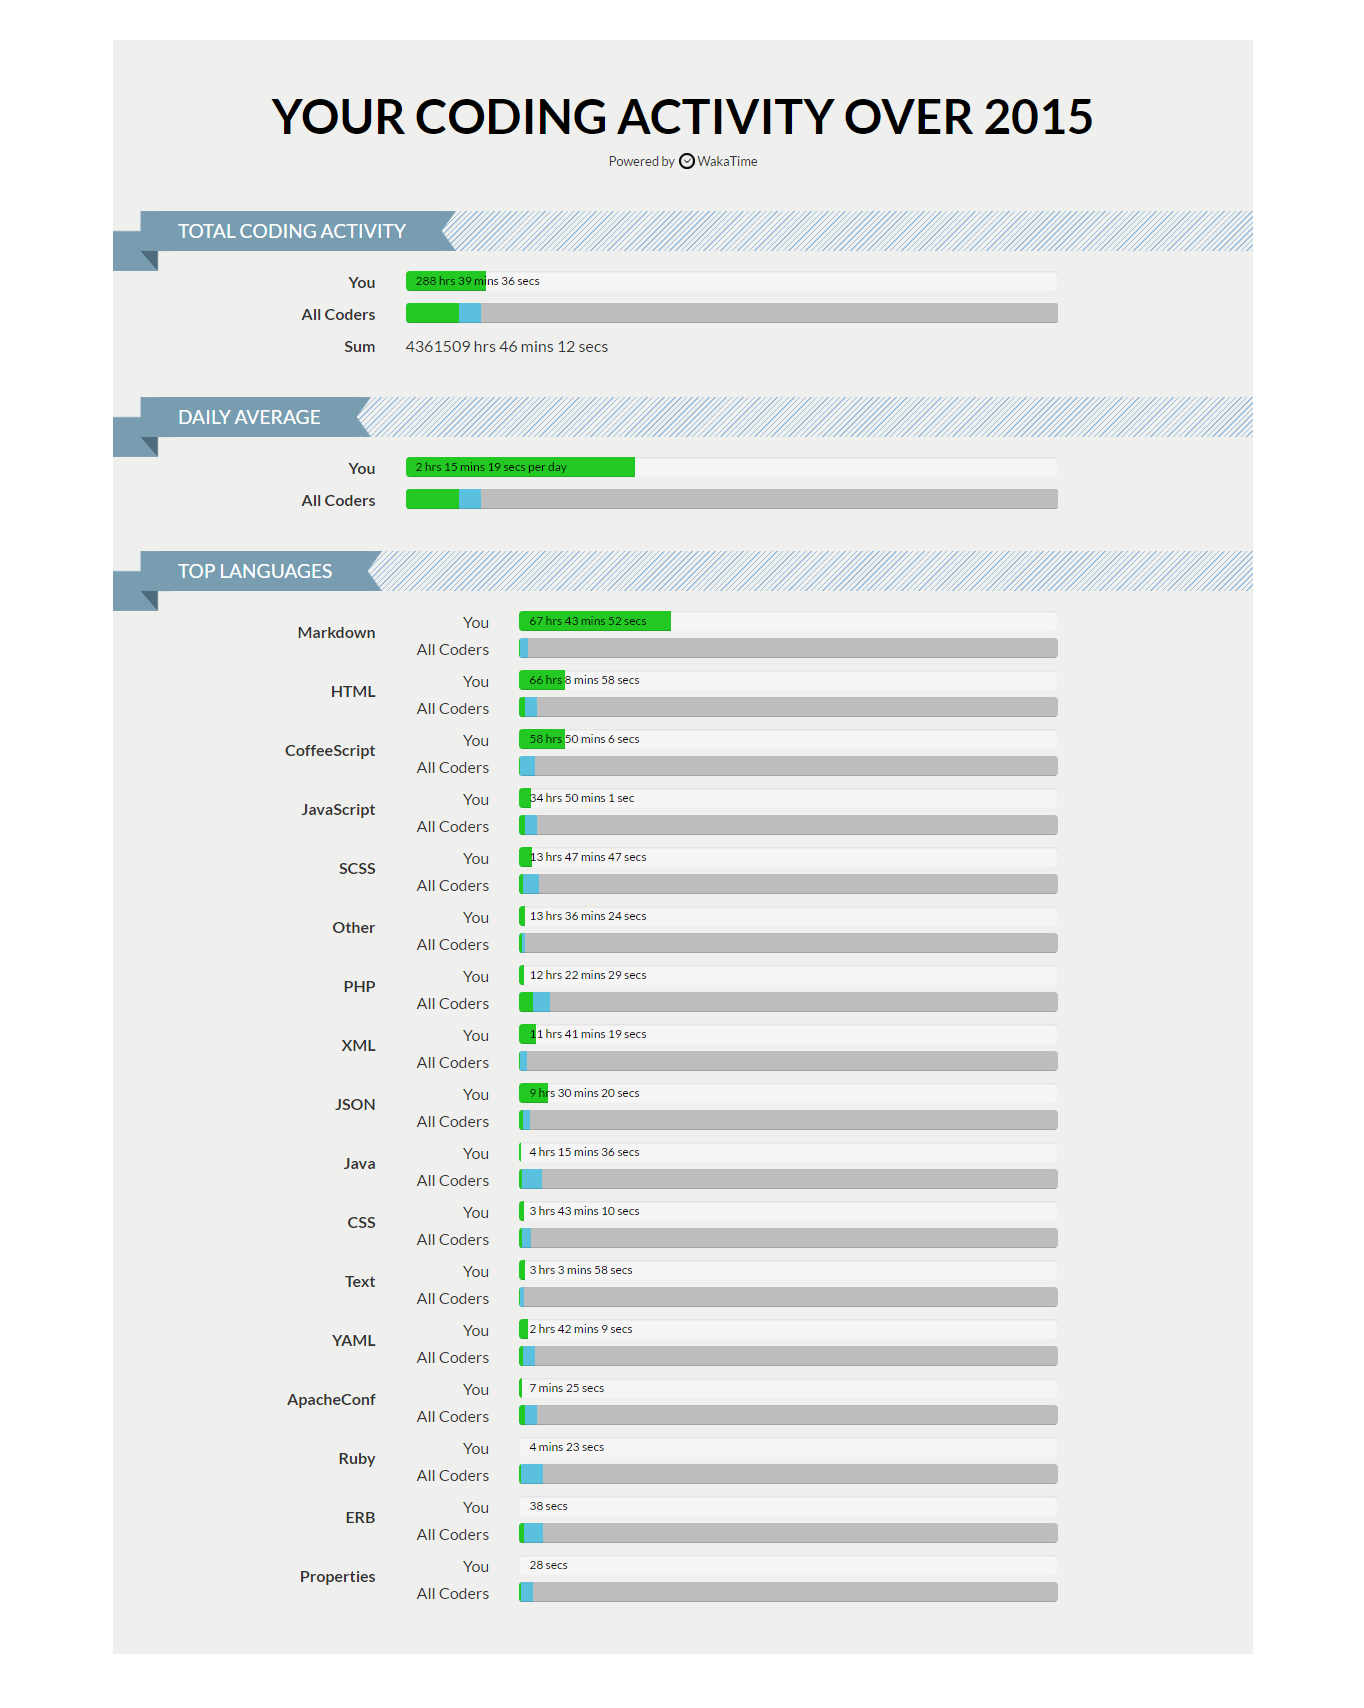 YOUR CODING ACTIVITY OVER 2015
Powered by WakaTime
TOTAL CODING ACTIVITY
You 288 hrs 39 mins 36 secs
All Coders
Sum 4361509 hrs 46 mins 12 secs
DAILY AVERAGE
You 2 hrs 15 mins 19 secs per day
All Coders
TOP LANGUAGES
Markdown
You 67 hrs 43 mins 52 secs
All Coders
HTML
You 66 hrs 8 mins 58 secs
All Coders
CoffeeScript
You 58 hrs 50 mins 6 secs
All Coders
JavaScript
You 34 hrs 50 mins 1 sec
All Coders
SCSS
You 13 hrs 47 mins 47 secs
All Coders
Other
You 13 hrs 36 mins 24 secs
All Coders
PHP
You 12 hrs 22 mins 29 secs
All Coders
XML
You 11 hrs 41 mins 19 secs
All Coders
JSON
You 9 hrs 30 mins 20 secs
All Coders
Java
You 4 hrs 15 mins 36 secs
All Coders
CSS
You 3 hrs 43 mins 10 secs
All Coders
Text
You 3 hrs 3 mins 58 secs
All Coders
YAML
You 2 hrs 42 mins 9 secs
All Coders
ApacheConf
You 7 mins 25 secs
All Coders
Ruby
You 4 mins 23 secs
All Coders
ERB
You 38 secs
All Coders
Properties
You 28 secs
All Coders